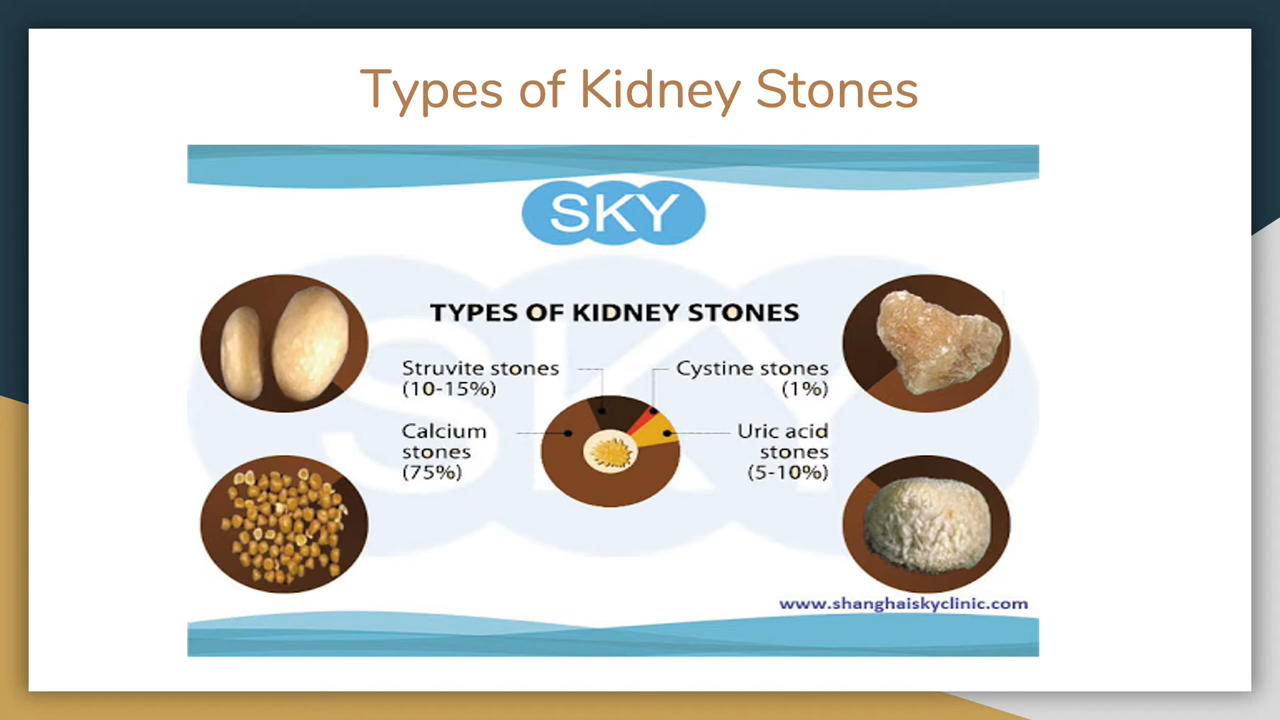 Types of Kidney Stones
SKY
TYPES OF KIDNEY STONES
Struvite stones
(10-15%)
Cystine stones
(1%)
Calcium
stones
(75%)
Uric acid
stones
(5-10%)
SKY
www.shanghaiskyclinic.com